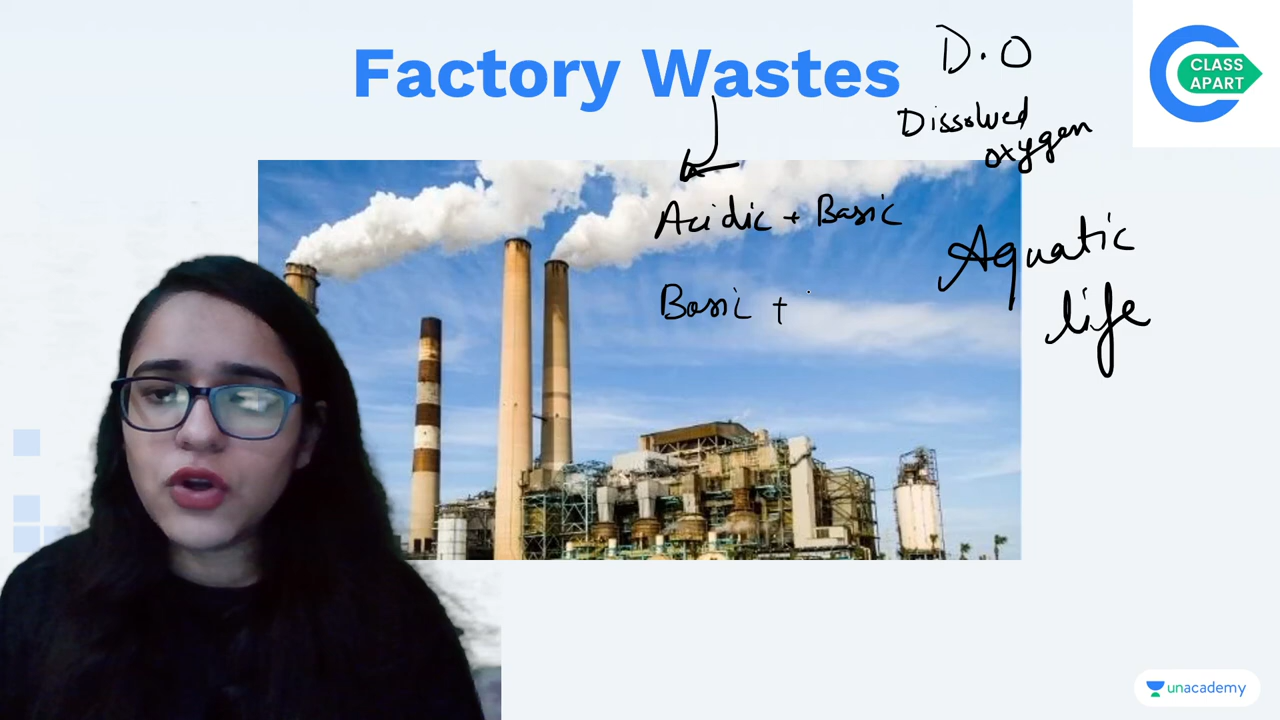 Factory Wastes
D.O
CLASS
APART
Dissolved
oxygen
Acidic + Basic
Aquatic
life
Basic +
unacademy